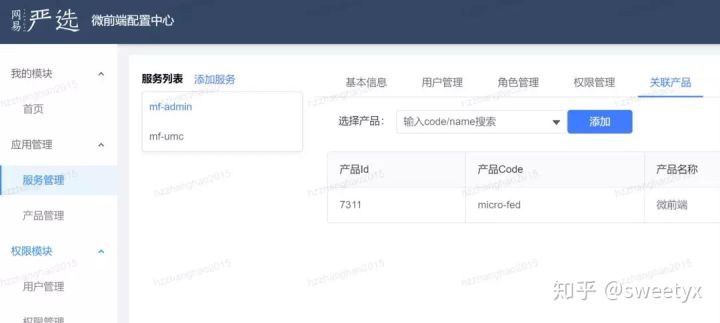 网易 严选 微前端配置中心
我的模块
首页
应用管理
服务管理
产品管理
权限模块
用户管理
权限管理
服务列表 添加服务
mf-admin
mf-umc
基本信息 用户管理 角色管理 权限管理 关联产品
选择产品： 输入code/name搜索 添加
产品Id 产品Code 产品名称
7311 micro-fed 微前端
hzzhanghao2015
知乎 @sweetyx